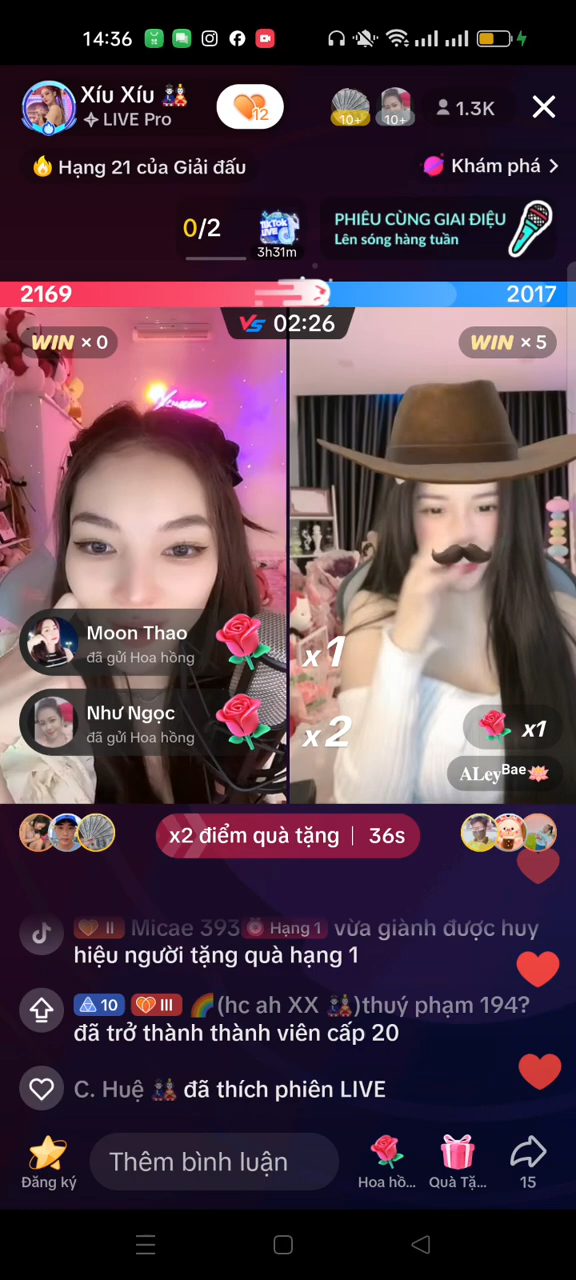 14:36
Xíu Xíu
LIVE Pro
12
10+
10+
1.3K
Hạng 21 của Giải đấu
Khám phá
0/2
TIKTOK LIVE
3h31m
PHIÊU CÙNG GIAI ĐIỆU
Lên sóng hàng tuần
2169
2017
VS 02:26
WIN × 0
WIN × 5
Moon Thao
đã gửi Hoa hồng
x1
Như Ngọc
đã gửi Hoa hồng
x2
x1
ALeyBae
x2 điểm quà tặng | 36s
II Micae 393 Hạng 1 vừa giành được huy
hiệu người tặng quà hạng 1
10 III (hc ah XX )thuý phạm 194?
đã trở thành thành viên cấp 20
C. Huệ đã thích phiên LIVE
Đăng ký
Thêm bình luận
Hoa hồ...
Quà Tặ...
15